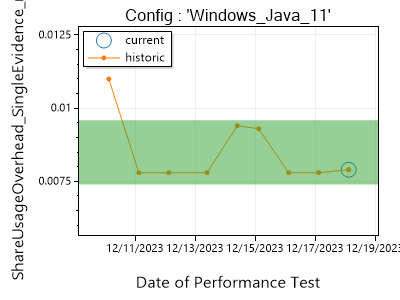 Config : 'Windows_Java_11'
current
historic
0.0125
0.01
0.0075
ShareUsageOverhead_SingleEvidence_
12/11/2023 12/13/2023 12/15/2023 12/17/2023 12/19/2023
Date of Performance Test